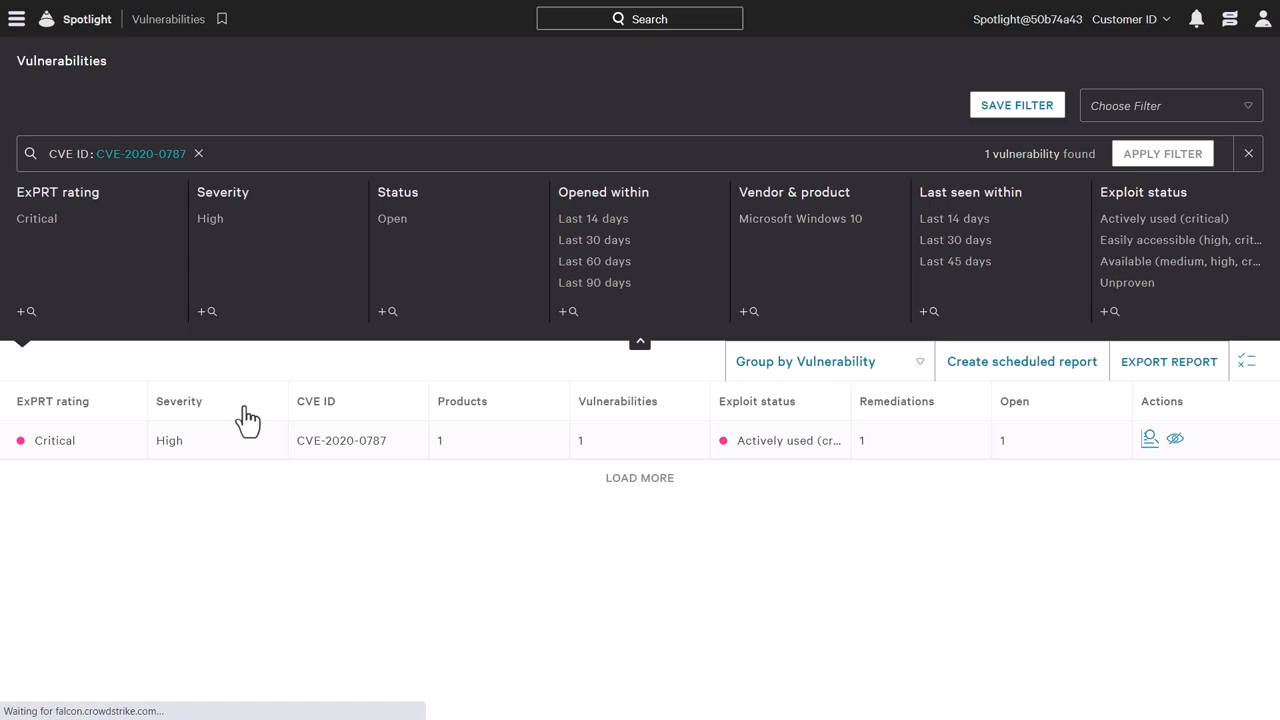 Spotlight Vulnerabilities Search Spotlight@50b74a43 Customer ID
Vulnerabilities
SAVE FILTER Choose Filter
CVE ID: CVE-2020-0787 1 vulnerability found APPLY FILTER
ExPRT rating Severity Status Opened within Vendor & product Last seen within Exploit status
Critical High Open Last 14 days Microsoft Windows 10 Last 14 days Actively used (critical)
Last 30 days Last 30 days Easily accessible (high, crit...
Last 60 days Last 45 days Available (medium, high, cr...
Last 90 days Unproven
Group by Vulnerability Create scheduled report EXPORT REPORT
ExPRT rating Severity CVE ID Products Vulnerabilities Exploit status Remediations Open Actions
Critical High CVE-2020-0787 1 1 Actively used (cr... 1 1
LOAD MORE
Waiting for falcon.crowdstrike.com...